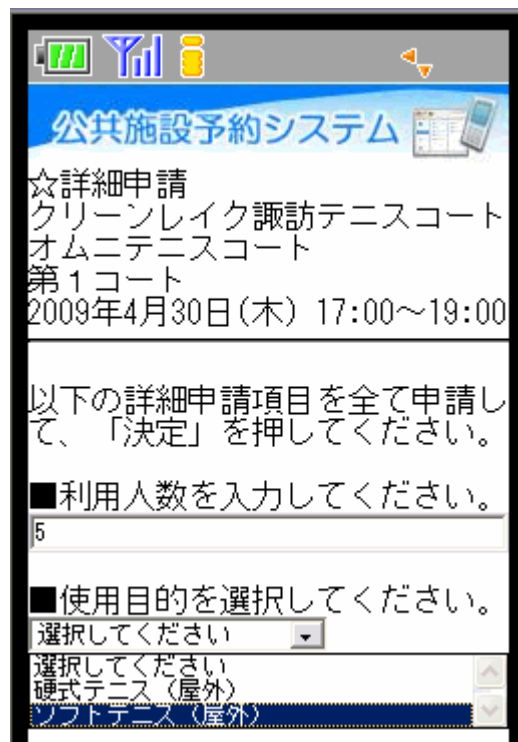 公共施設予約システム
☆詳細申請
クリーンレイク諏訪テニスコート
オムニテニスコート
第1コート
2009年4月30日(木) 17:00～19:00
以下の詳細申請項目を全て申請し
て、「決定」を押してください。
■利用人数を入力してください。
5
■使用目的を選択してください。
選択してください
選択してください
硬式テニス（屋外）
ソフトテニス（屋外）